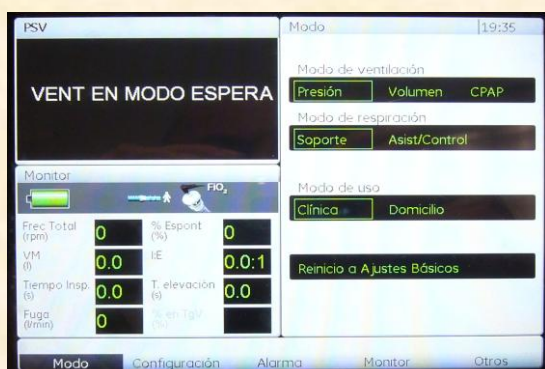 PSV
VENT EN MODO ESPERA
Monitor
FiO2
Frec Total (rpm) 0 % Espont (%) 0
VM (l) 0.0 I:E 0.0:1
Tiempo Insp. (s) 0.0 T. elevación (s) 0.0
Fuga (l/min) 0 % en TgV (%)
Modo 19:35
Modo de ventilación
Presión Volumen CPAP
Modo de respiración
Soporte Asist/Control
Modo de uso
Clínica Domicilio
Reinicio a Ajustes Básicos
Modo Configuración Alarma Monitor Otros